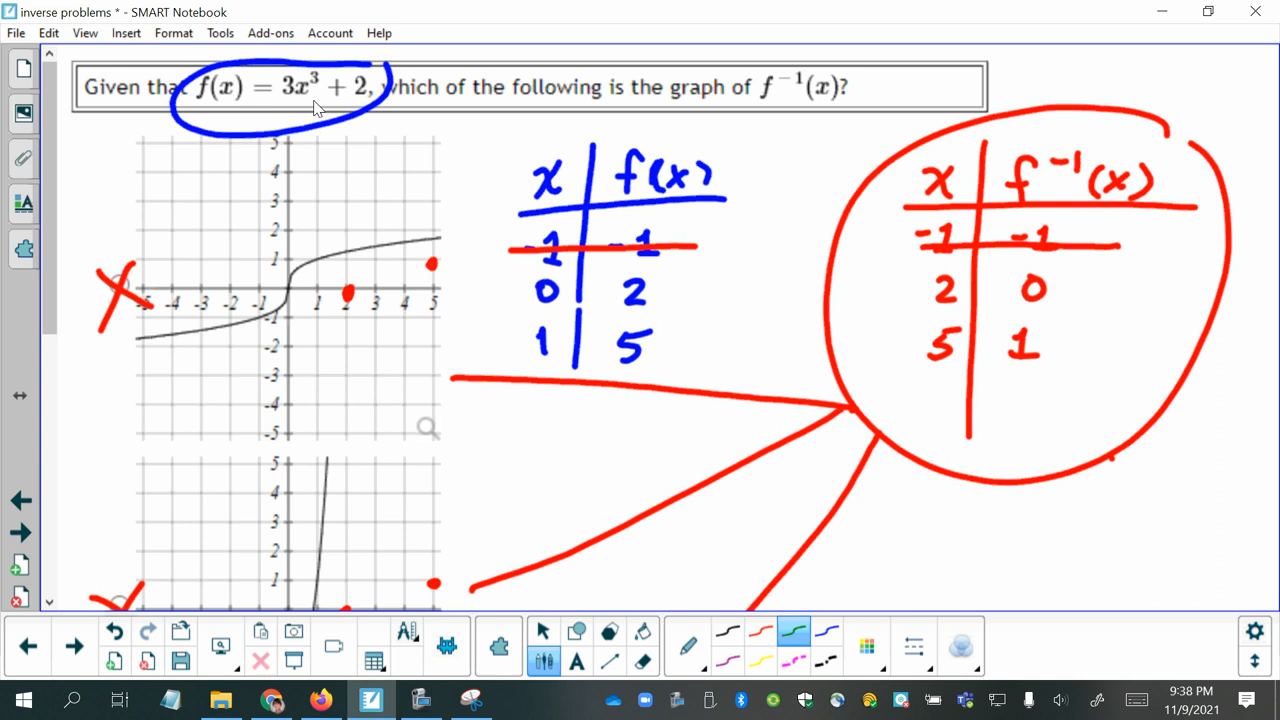 inverse problems * - SMART Notebook
File Edit View Insert Format Tools Add-ons Account Help
Given that f(x) = 3x³ + 2, which of the following is the graph of f⁻¹(x)?
x f(x)
-1 -1
0 2
1 5
x f⁻¹(x)
-1 -1
2 0
5 1
5
4
3
2
1
-5 -4 -3 -2 -1 1 2 3 4 5
-1
-2
-3
-4
-5
5
4
3
2
1
A
A
9:38 PM
11/9/2021